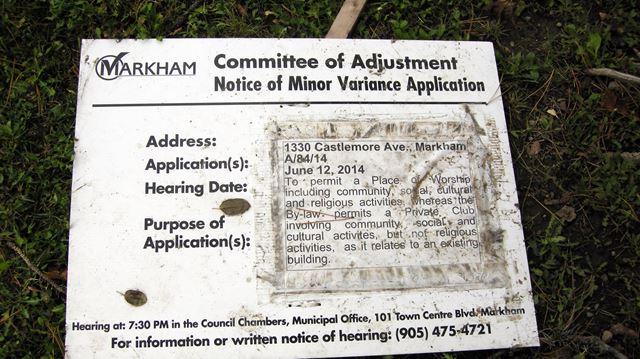 MARKHAM
Committee of Adjustment
Notice of Minor Variance Application
Address:
1330 Castlemore Ave., Markham
Application(s):
A/84/14
Hearing Date:
June 12, 2014
Purpose of
Application(s):
To permit a Place of Worship
including community, social, cultural
and religious activities, whereas the
By-law permits a Private Club
involving community, social and
cultural activites, but not religious
activities, as it relates to an existing
building.
Hearing at: 7:30 PM in the Council Chambers, Municipal Office, 101 Town Centre Blvd. Markham
For information or written notice of hearing: (905) 475-4721